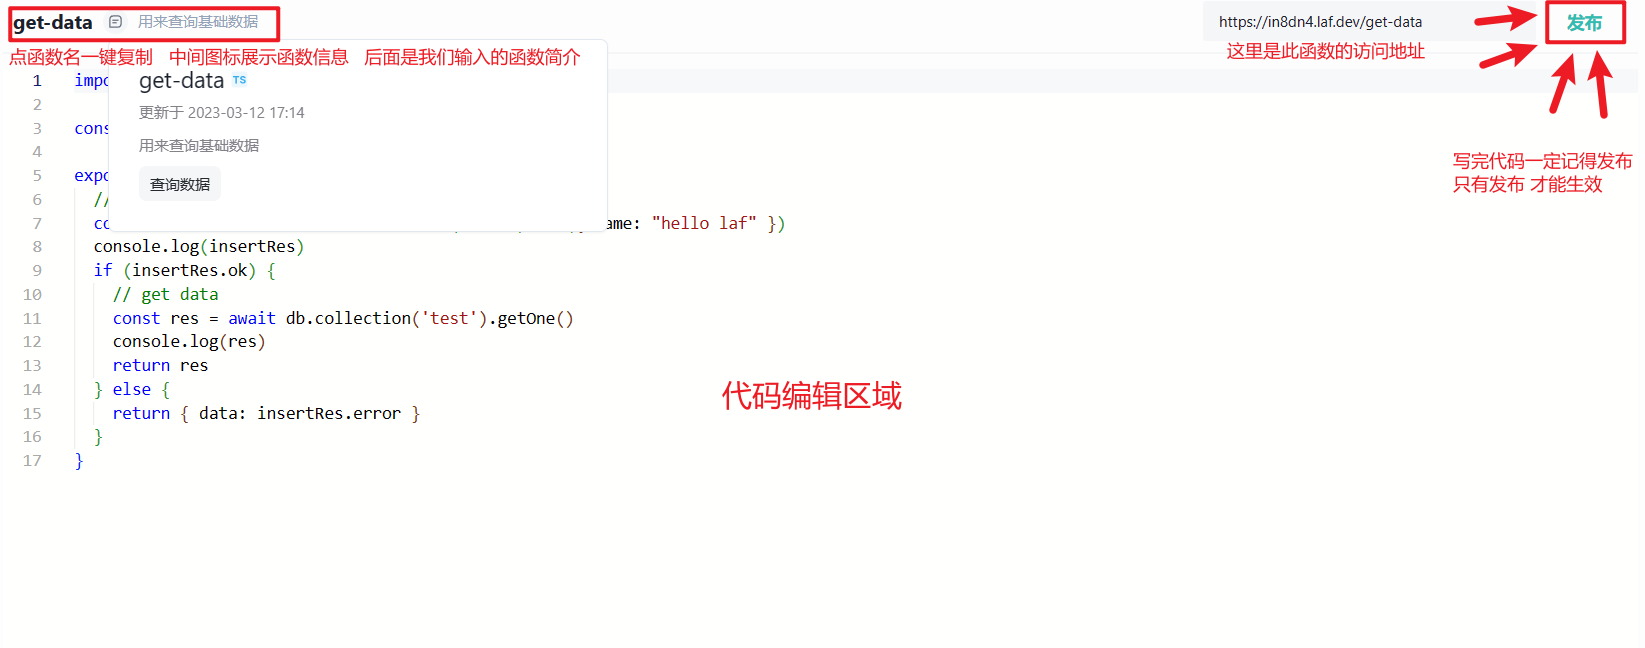 get-data 用来查询基础数据
https://in8dn4.laf.dev/get-data
发布
点函数名一键复制 中间图标展示函数信息 后面是我们输入的函数简介
这里是此函数的访问地址
get-data TS
更新于 2023-03-12 17:14
用来查询基础数据
查询数据
写完代码一定记得发布
只有发布 才能生效
1 impo
2
3 cons
4
5 expo
6 //
7 co ame: "hello laf" })
8 console.log(insertRes)
9 if (insertRes.ok) {
10 // get data
11 const res = await db.collection('test').getOne()
12 console.log(res)
13 return res
14 } else {
15 return { data: insertRes.error }
16 }
17 }
代码编辑区域